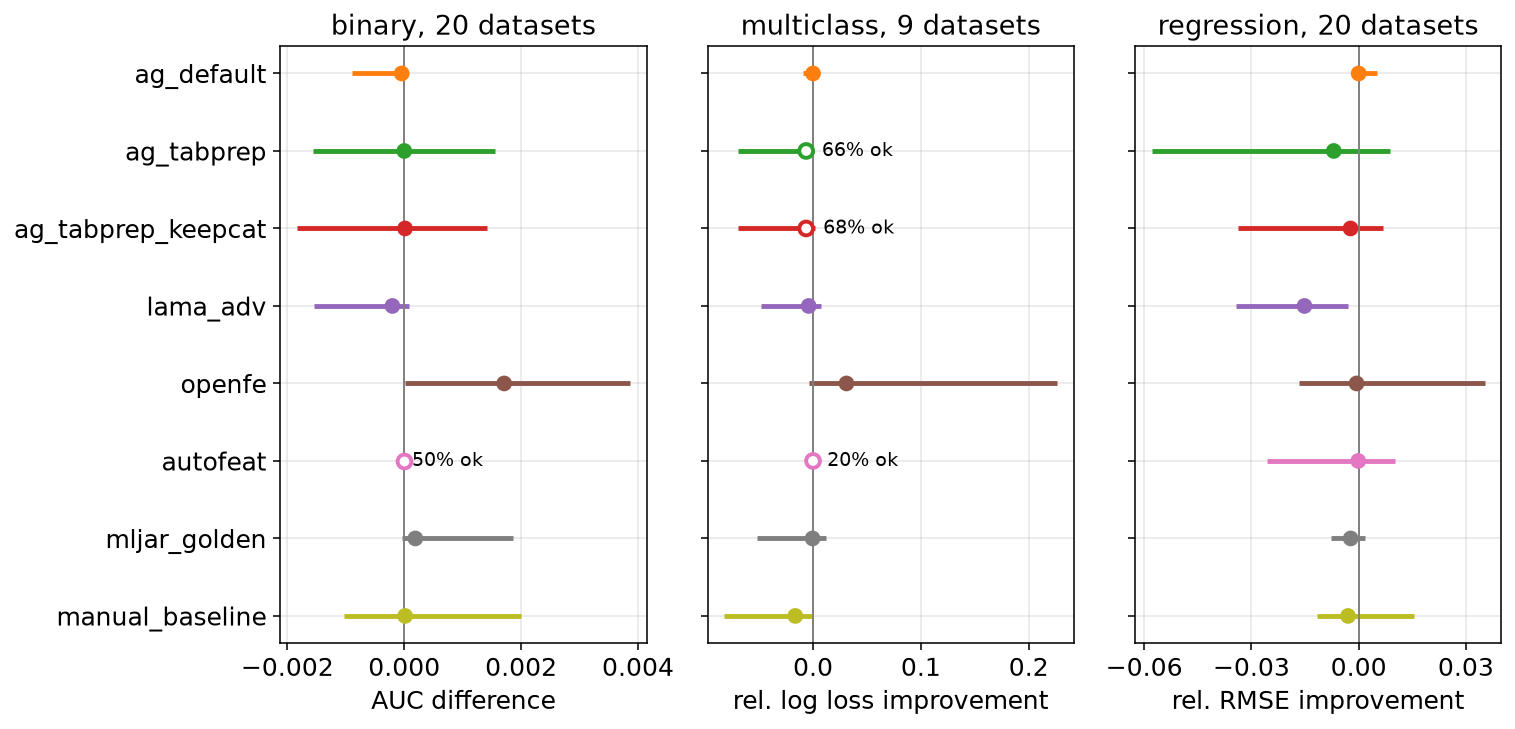 binary, 20 datasets
multiclass, 9 datasets
regression, 20 datasets
ag_default
ag_tabprep
66% ok
ag_tabprep_keepcat
68% ok
lama_adv
openfe
autofeat
50% ok
20% ok
mljar_golden
manual_baseline
−0.002 0.000 0.002 0.004
0.0 0.1 0.2
−0.06 −0.03 0.00 0.03
AUC difference
rel. log loss improvement
rel. RMSE improvement